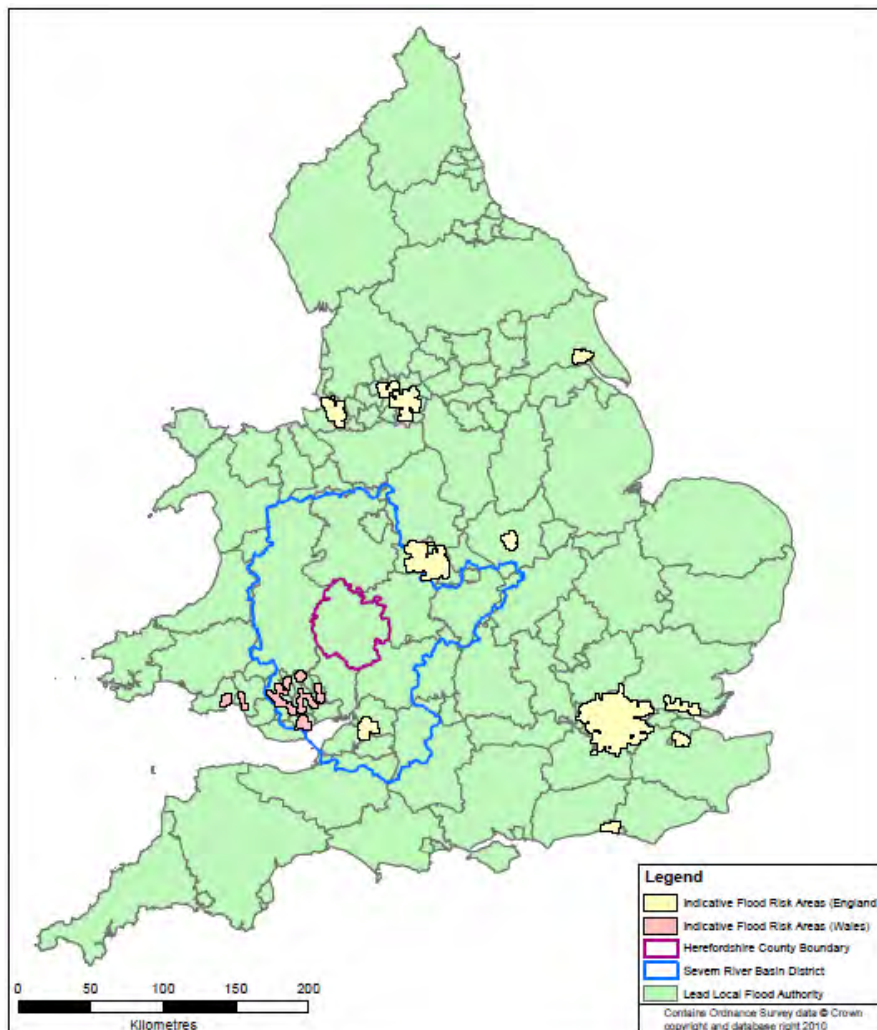 Legend
Indicative Flood Risk Areas (England
Indicative Flood Risk Areas (Wales)
Herefordshire County Boundary
Severn River Basin District
Lead Local Flood Authority
Contains Ordnance Survey data © Crown
copyright and database right 2010
0 50 100 150 200
Kilometres